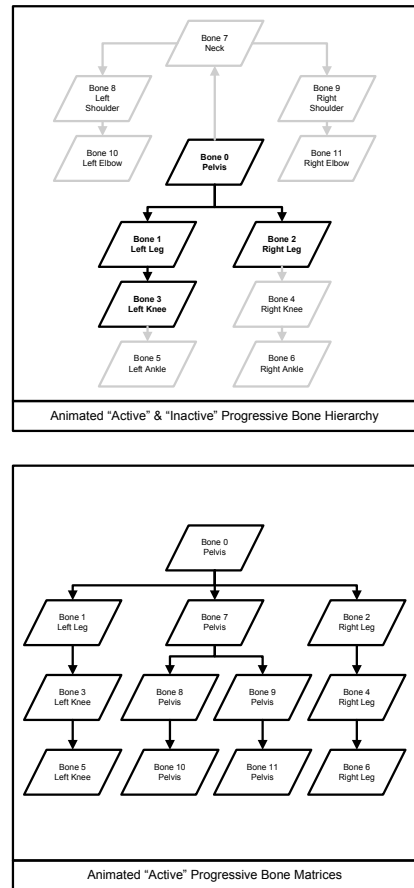 Bone 7
Neck
Bone 8
Left
Shoulder
Bone 9
Right
Shoulder
Bone 10
Left Elbow
Bone 0
Pelvis
Bone 11
Right Elbow
Bone 1
Left Leg
Bone 2
Right Leg
Bone 3
Left Knee
Bone 4
Right Knee
Bone 5
Left Ankle
Bone 6
Right Ankle
Animated “Active” & “Inactive” Progressive Bone Hierarchy
Bone 0
Pelvis
Bone 1
Left Leg
Bone 7
Pelvis
Bone 2
Right Leg
Bone 3
Left Knee
Bone 8
Pelvis
Bone 9
Pelvis
Bone 4
Right Leg
Bone 5
Left Knee
Bone 10
Pelvis
Bone 11
Pelvis
Bone 6
Right Leg
Animated “Active” Progressive Bone Matrices